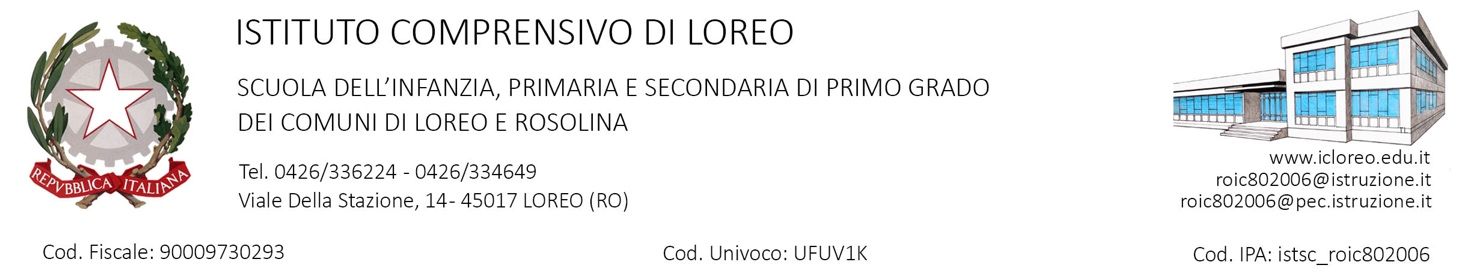 ISTITUTO COMPRENSIVO DI LOREO
SCUOLA DELL’INFANZIA, PRIMARIA E SECONDARIA DI PRIMO GRADO
DEI COMUNI DI LOREO E ROSOLINA
REPVBBLICA ITALIANA
Tel. 0426/336224 - 0426/334649
Viale Della Stazione, 14- 45017 LOREO (RO)
www.icloreo.edu.it
roic802006@istruzione.it
roic802006@pec.istruzione.it
Cod. Fiscale: 90009730293
Cod. Univoco: UFUV1K
Cod. IPA: istsc_roic802006